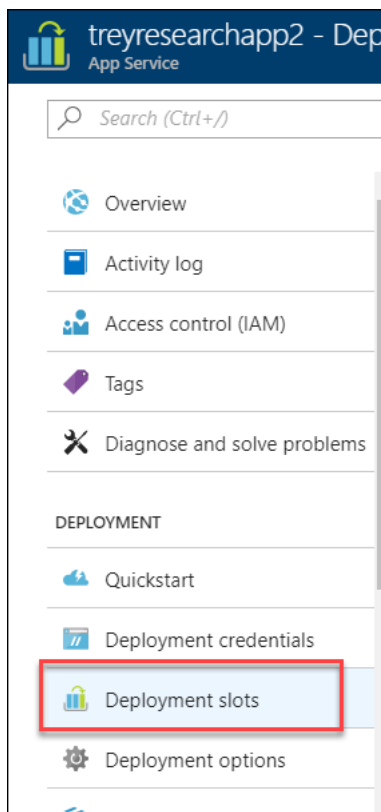 treyresearchapp2 - Dep
App Service
Search (Ctrl+/)
Overview
Activity log
Access control (IAM)
Tags
Diagnose and solve problems
DEPLOYMENT
Quickstart
Deployment credentials
Deployment slots
Deployment options